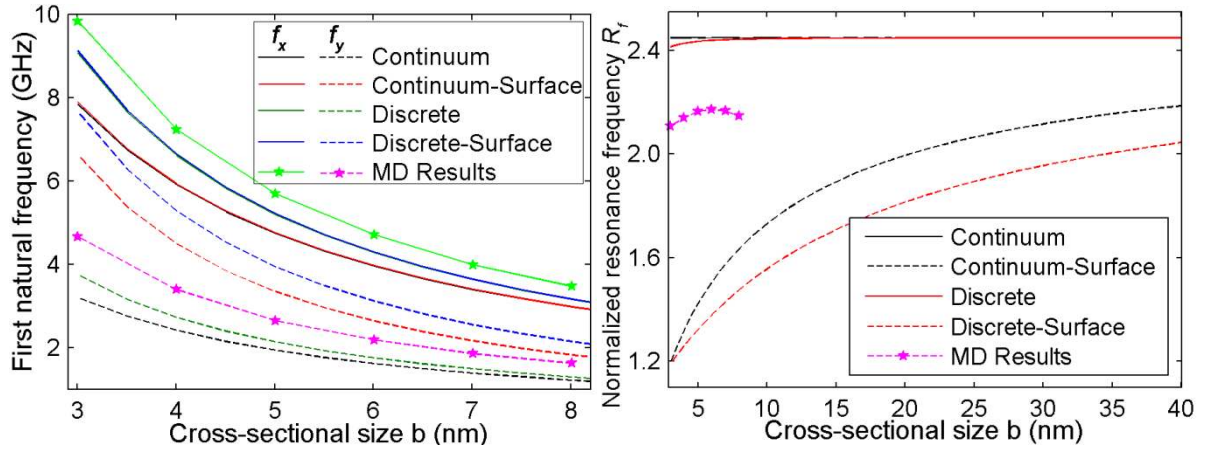 First natural frequency (GHz)
10
8
6
4
2
f_x f_y
Continuum
Continuum-Surface
Discrete
Discrete-Surface
MD Results
3 4 5 6 7 8
Cross-sectional size b (nm)
Normalized resonance frequency R_f
2.4
2.0
1.6
1.2
Continuum
Continuum-Surface
Discrete
Discrete-Surface
MD Results
5 10 15 20 25 30 35 40
Cross-sectional size b (nm)